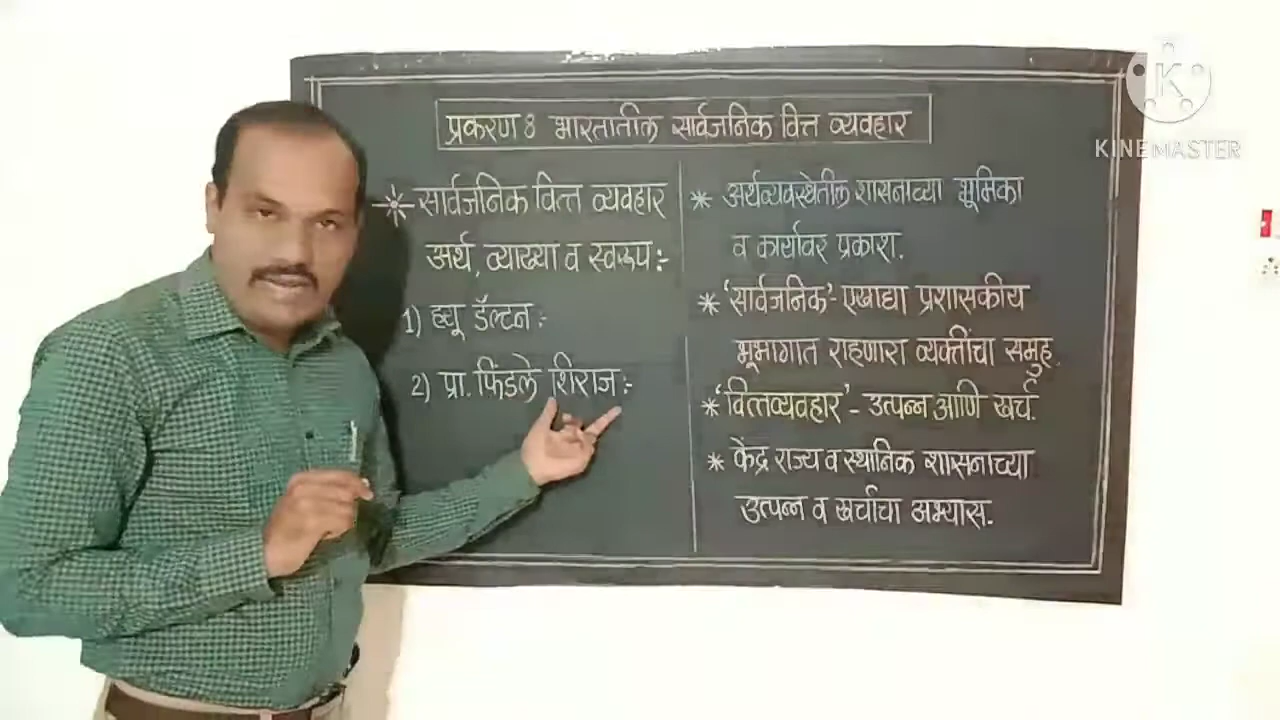 प्रकरण 8 भारतातील सार्वजनिक वित्त व्यवहार
सार्वजनिक वित्त व्यवहार
अर्थ, व्याख्या व स्वरूप:-
1) ह्यू डॅल्टन:-
2) प्रा. फिंडले शिराज:-
* अर्थव्यवस्थेतील शासनाच्या भूमिका
व कार्यावर प्रकाश.
* 'सार्वजनिक'- एखाद्या प्रशासकीय
भूभागात राहणारा व्यक्तींचा समुह.
* 'वित्तव्यवहार' - उत्पन्न आणि खर्च.
* केंद्र राज्य व स्थानिक शासनाच्या
उत्पन्न व खर्चाचा अभ्यास.
K
KINEMASTER